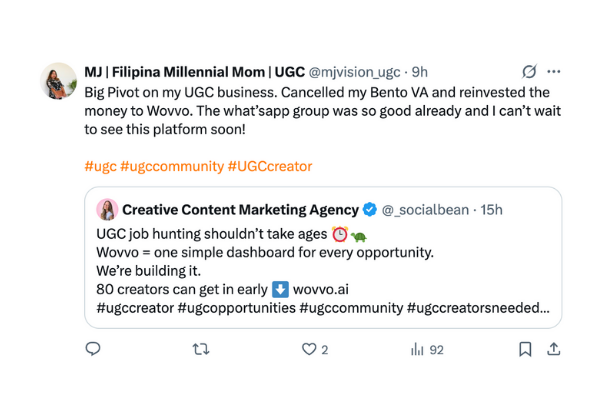 MJ | Filipina Millennial Mom | UGC @mjvision_ugc · 9h
Big Pivot on my UGC business. Cancelled my Bento VA and reinvested the
money to Wovvo. The what'sapp group was so good already and I can't wait
to see this platform soon!
#ugc #ugccommunity #UGCcreator
Creative Content Marketing Agency @_socialbean · 15h
UGC job hunting shouldn't take ages ⏰🐢
Wovvo = one simple dashboard for every opportunity.
We're building it.
80 creators can get in early ⬇️ wovvo.ai
#ugccreator #ugcopportunities #ugccommunity #ugccreatorsneeded...
2
92